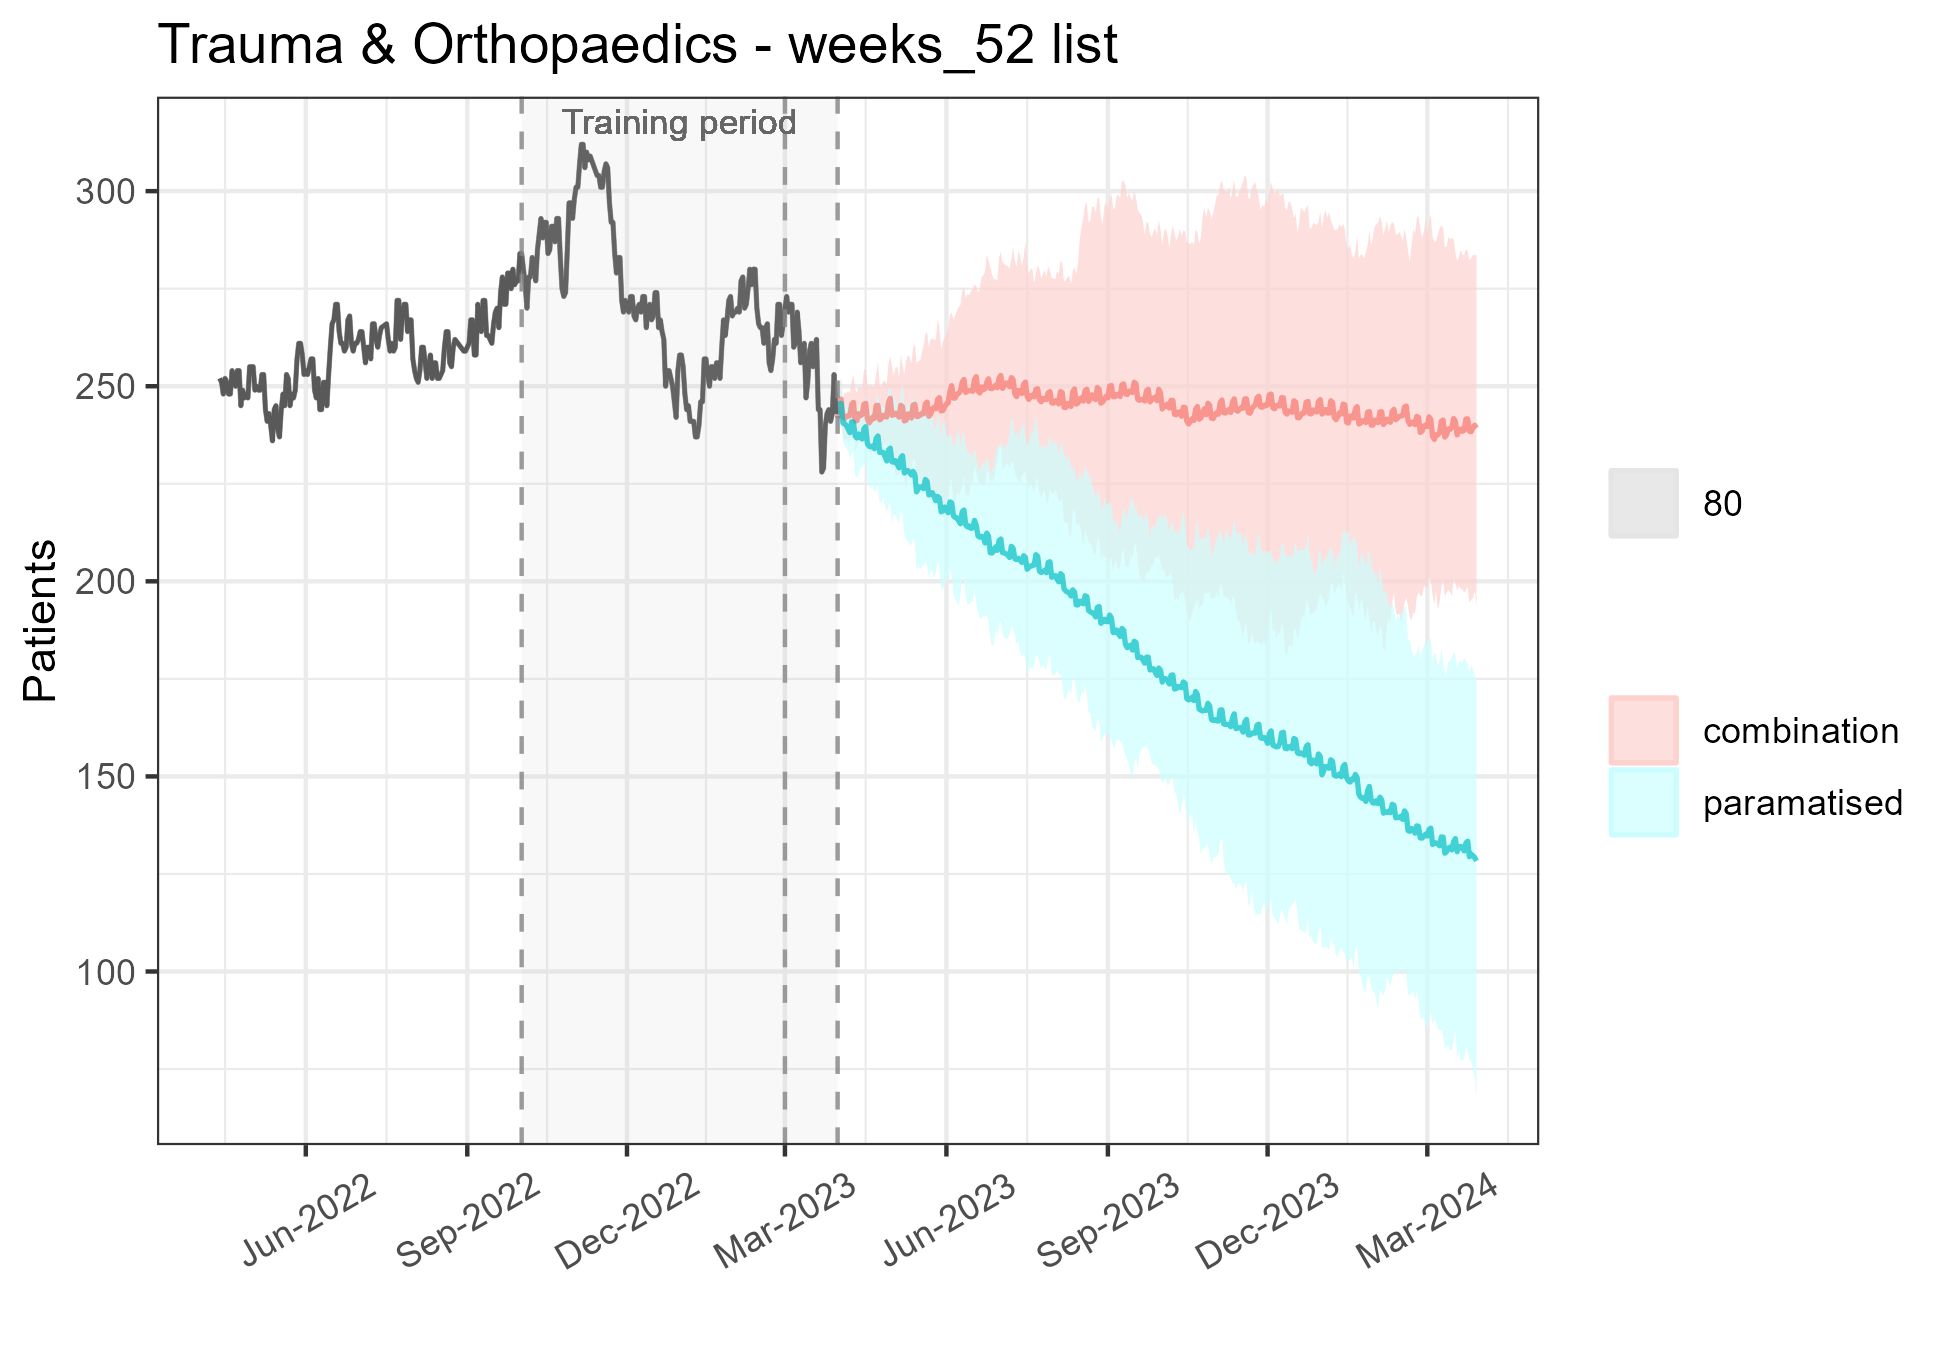 Trauma & Orthopaedics - weeks_52 list
Training period
Patients
300
250
200
150
100
Jun-2022
Sep-2022
Dec-2022
Mar-2023
Jun-2023
Sep-2023
Dec-2023
Mar-2024
80
combination
paramatised